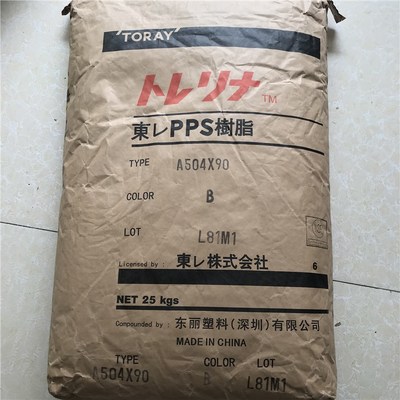 'TORAY'
トレリナ TM
東レPPS樹脂
TYPE A504X90
COLOR B
LOT L81M1
Licensed by : 東レ株式会社 6
NET 25 kgs
Compounded by : 东丽塑料(深圳)有限公司
MADE IN CHINA
TYPE COLOR LOT
A504X90 B L81M1